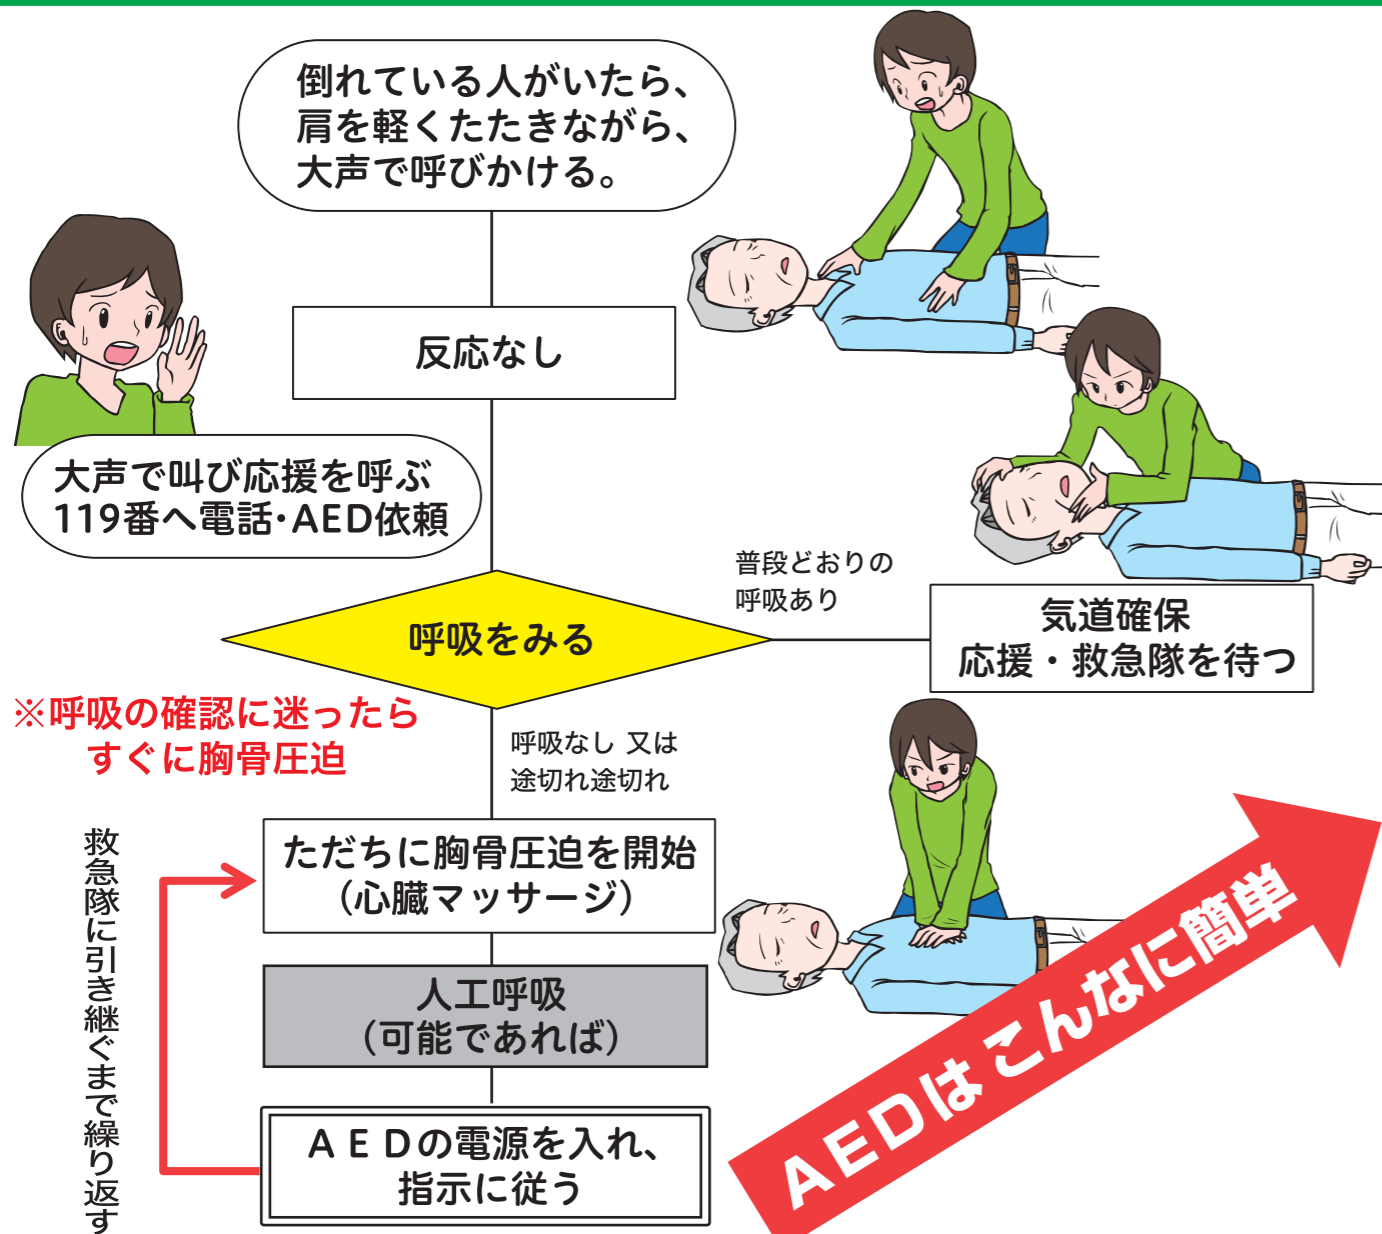 倒れている人がいたら、
肩を軽くたたきながら、
大声で呼びかける。
反応なし
大声で叫び応援を呼ぶ
119番へ電話・AED依頼
呼吸をみる
普段どおりの
呼吸あり
気道確保
応援・救急隊を待つ
※呼吸の確認に迷ったら
すぐに胸骨圧迫
呼吸なし 又は
途切れ途切れ
ただちに胸骨圧迫を開始
(心臓マッサージ)
人工呼吸
(可能であれば)
ＡＥＤの電源を入れ、
指示に従う
救急隊に引き継ぐまで繰り返す
AEDは こんなに簡単